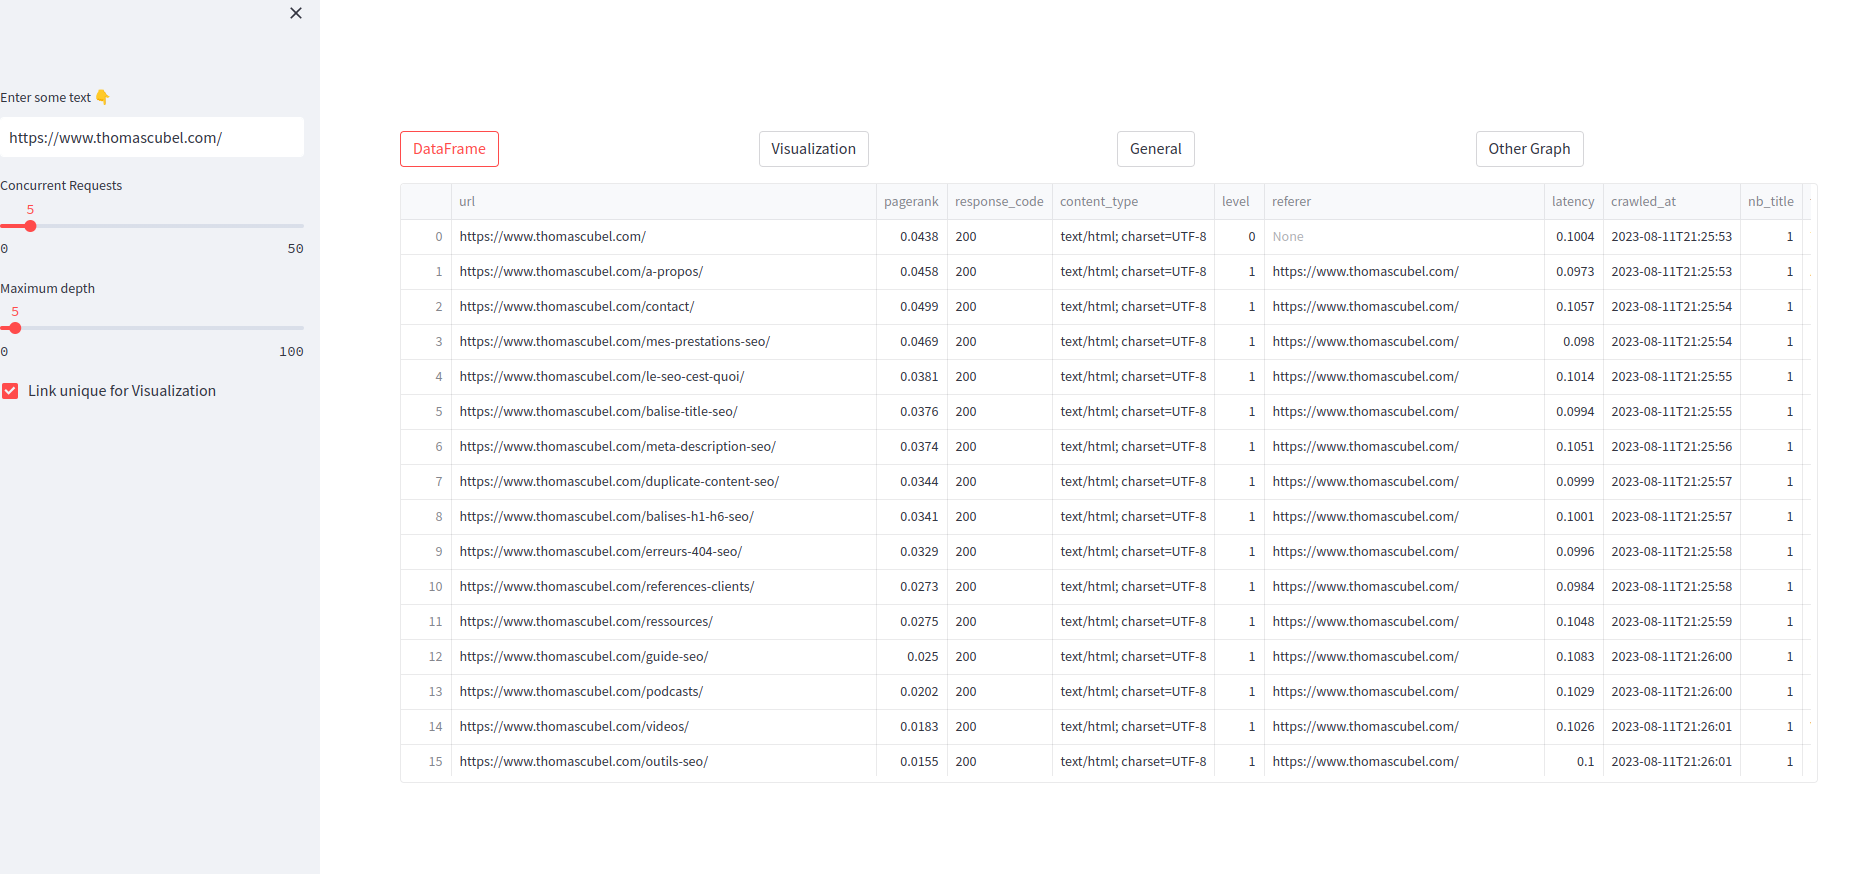 Enter some text 👇
https://www.thomascubel.com/
Concurrent Requests
5
0 50
Maximum depth
5
0 100
Link unique for Visualization
DataFrame Visualization General Other Graph
url pagerank response_code content_type level referer latency crawled_at nb_title
0 https://www.thomascubel.com/ 0.0438 200 text/html; charset=UTF-8 0 None 0.1004 2023-08-11T21:25:53 1
1 https://www.thomascubel.com/a-propos/ 0.0458 200 text/html; charset=UTF-8 1 https://www.thomascubel.com/ 0.0973 2023-08-11T21:25:53 1
2 https://www.thomascubel.com/contact/ 0.0499 200 text/html; charset=UTF-8 1 https://www.thomascubel.com/ 0.1057 2023-08-11T21:25:54 1
3 https://www.thomascubel.com/mes-prestations-seo/ 0.0469 200 text/html; charset=UTF-8 1 https://www.thomascubel.com/ 0.098 2023-08-11T21:25:54 1
4 https://www.thomascubel.com/le-seo-cest-quoi/ 0.0381 200 text/html; charset=UTF-8 1 https://www.thomascubel.com/ 0.1014 2023-08-11T21:25:55 1
5 https://www.thomascubel.com/balise-title-seo/ 0.0376 200 text/html; charset=UTF-8 1 https://www.thomascubel.com/ 0.0994 2023-08-11T21:25:55 1
6 https://www.thomascubel.com/meta-description-seo/ 0.0374 200 text/html; charset=UTF-8 1 https://www.thomascubel.com/ 0.1051 2023-08-11T21:25:56 1
7 https://www.thomascubel.com/duplicate-content-seo/ 0.0344 200 text/html; charset=UTF-8 1 https://www.thomascubel.com/ 0.0999 2023-08-11T21:25:57 1
8 https://www.thomascubel.com/balises-h1-h6-seo/ 0.0341 200 text/html; charset=UTF-8 1 https://www.thomascubel.com/ 0.1001 2023-08-11T21:25:57 1
9 https://www.thomascubel.com/erreurs-404-seo/ 0.0329 200 text/html; charset=UTF-8 1 https://www.thomascubel.com/ 0.0996 2023-08-11T21:25:58 1
10 https://www.thomascubel.com/references-clients/ 0.0273 200 text/html; charset=UTF-8 1 https://www.thomascubel.com/ 0.0984 2023-08-11T21:25:58 1
11 https://www.thomascubel.com/ressources/ 0.0275 200 text/html; charset=UTF-8 1 https://www.thomascubel.com/ 0.1048 2023-08-11T21:25:59 1
12 https://www.thomascubel.com/guide-seo/ 0.025 200 text/html; charset=UTF-8 1 https://www.thomascubel.com/ 0.1083 2023-08-11T21:26:00 1
13 https://www.thomascubel.com/podcasts/ 0.0202 200 text/html; charset=UTF-8 1 https://www.thomascubel.com/ 0.1029 2023-08-11T21:26:00 1
14 https://www.thomascubel.com/videos/ 0.0183 200 text/html; charset=UTF-8 1 https://www.thomascubel.com/ 0.1026 2023-08-11T21:26:01 1
15 https://www.thomascubel.com/outils-seo/ 0.0155 200 text/html; charset=UTF-8 1 https://www.thomascubel.com/ 0.1 2023-08-11T21:26:01 1